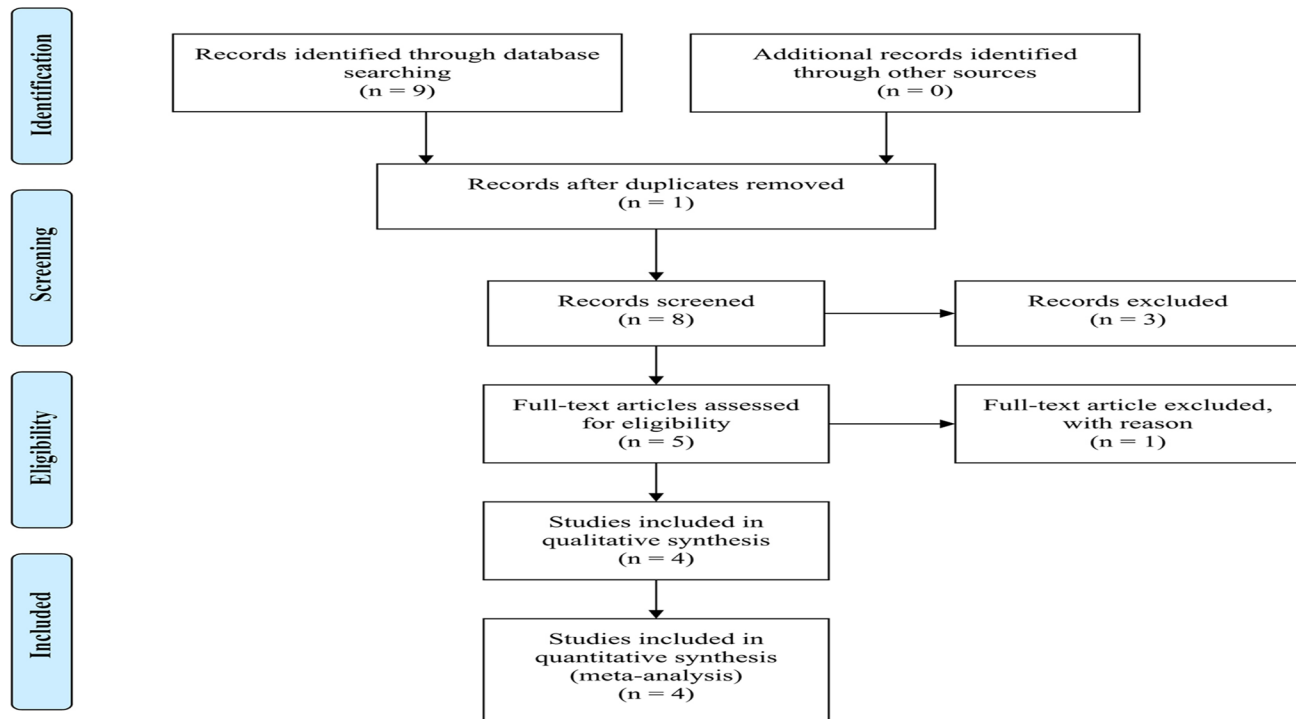 Identification
Records identified through database
searching
(n = 9)
Additional records identified
through other sources
(n = 0)
Records after duplicates removed
(n = 1)
Screening
Records screened
(n = 8)
Records excluded
(n = 3)
Eligibility
Full-text articles assessed
for eligibility
(n = 5)
Full-text article excluded,
with reason
(n = 1)
Studies included in
qualitative synthesis
(n = 4)
Included
Studies included in
quantitative synthesis
(meta-analysis)
(n = 4)